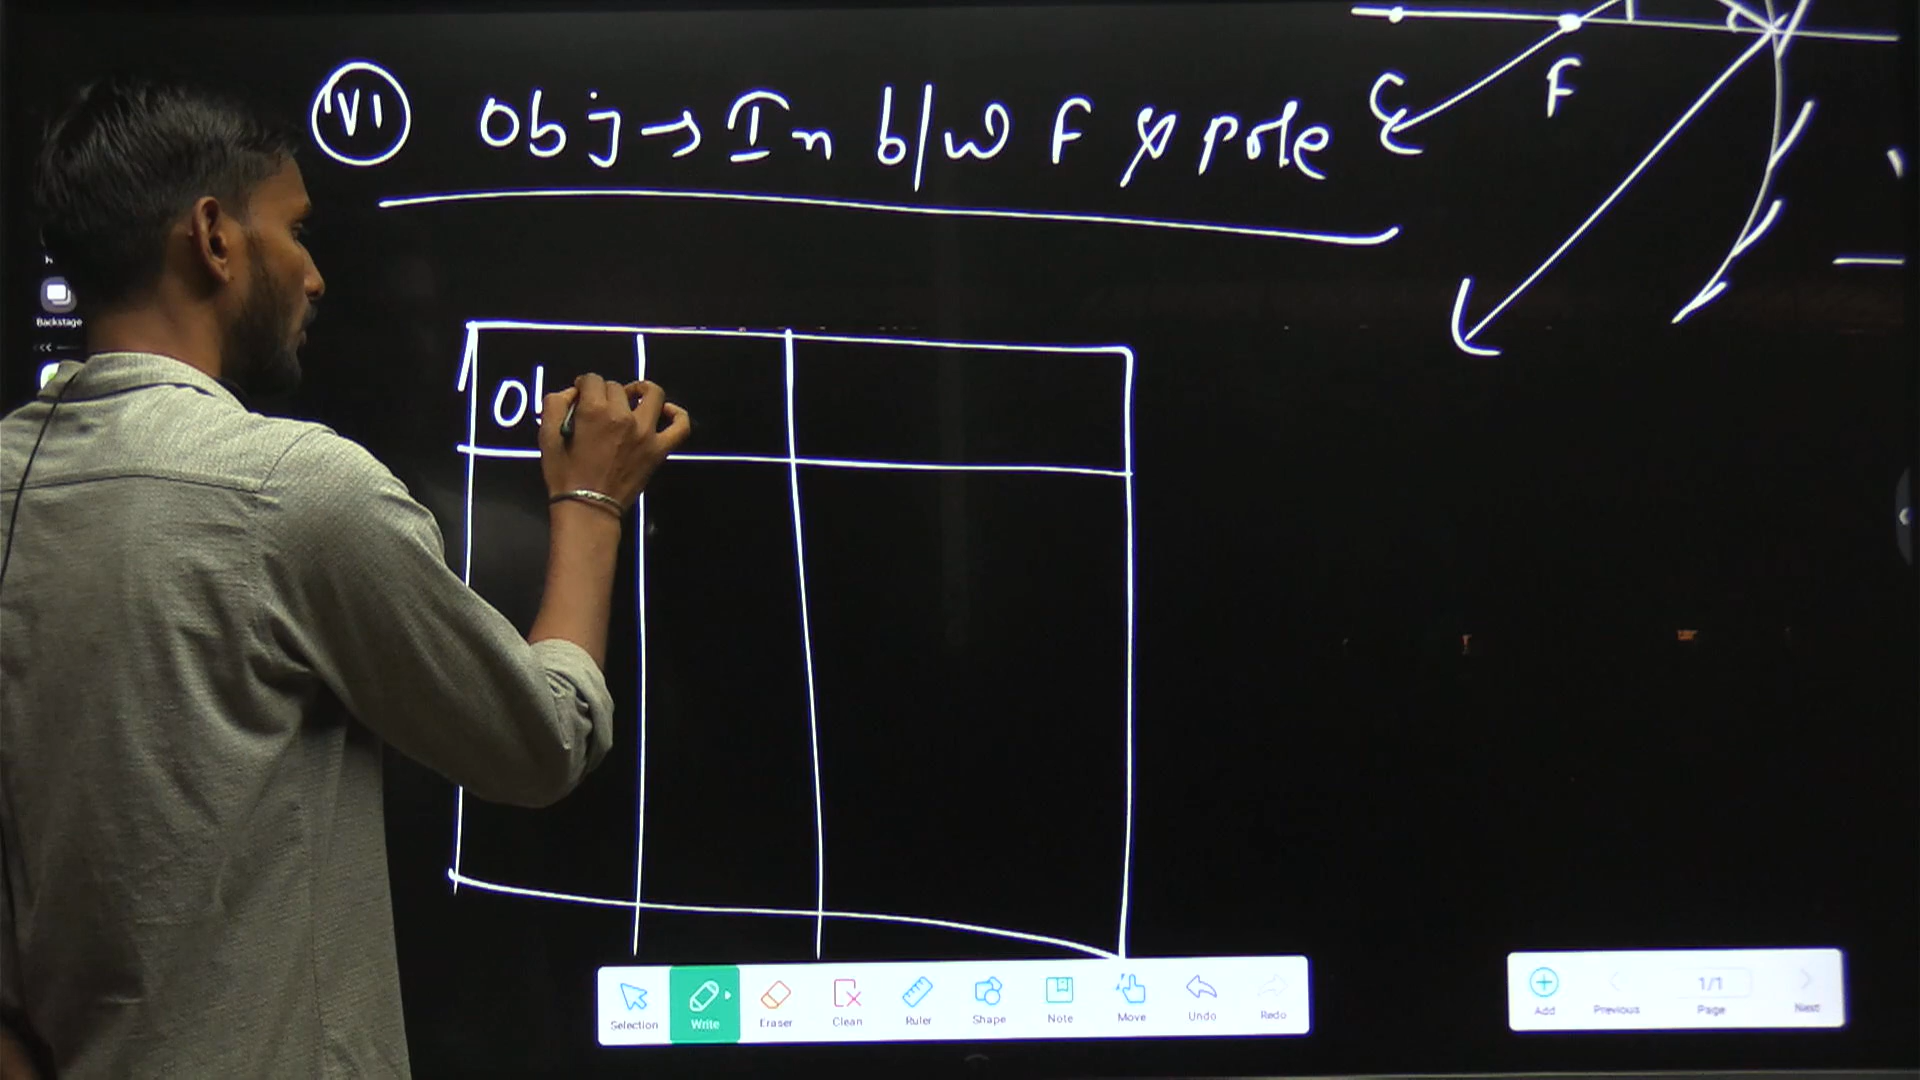 VI Obj → In b/w F & pole
C
F
Ob
Backstage
Selection Write Eraser Clean Ruler Shape Note Move Undo Redo
Add Previous 1/1 Page Next